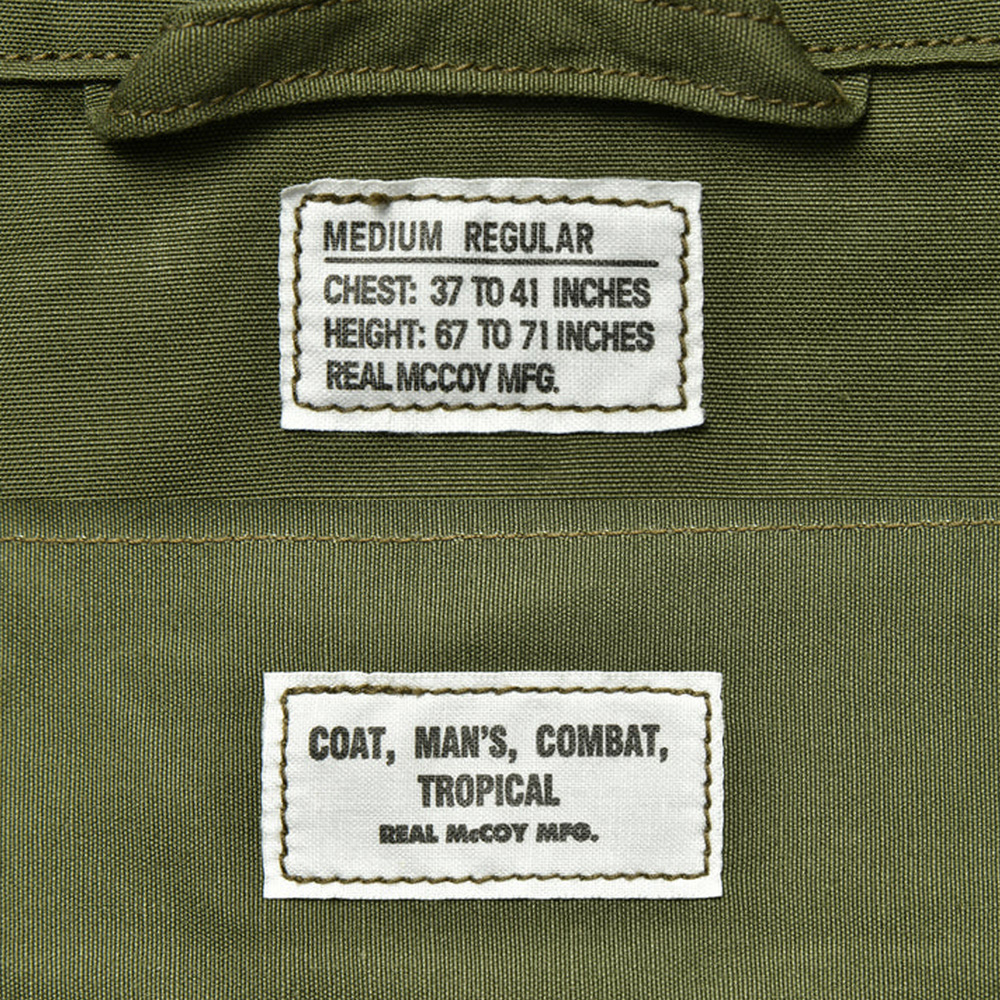 MEDIUM REGULAR
CHEST: 37 TO 41 INCHES
HEIGHT: 67 TO 71 INCHES
REAL MCCOY MFG.
COAT, MAN'S, COMBAT,
TROPICAL
REAL McCOY MFG.